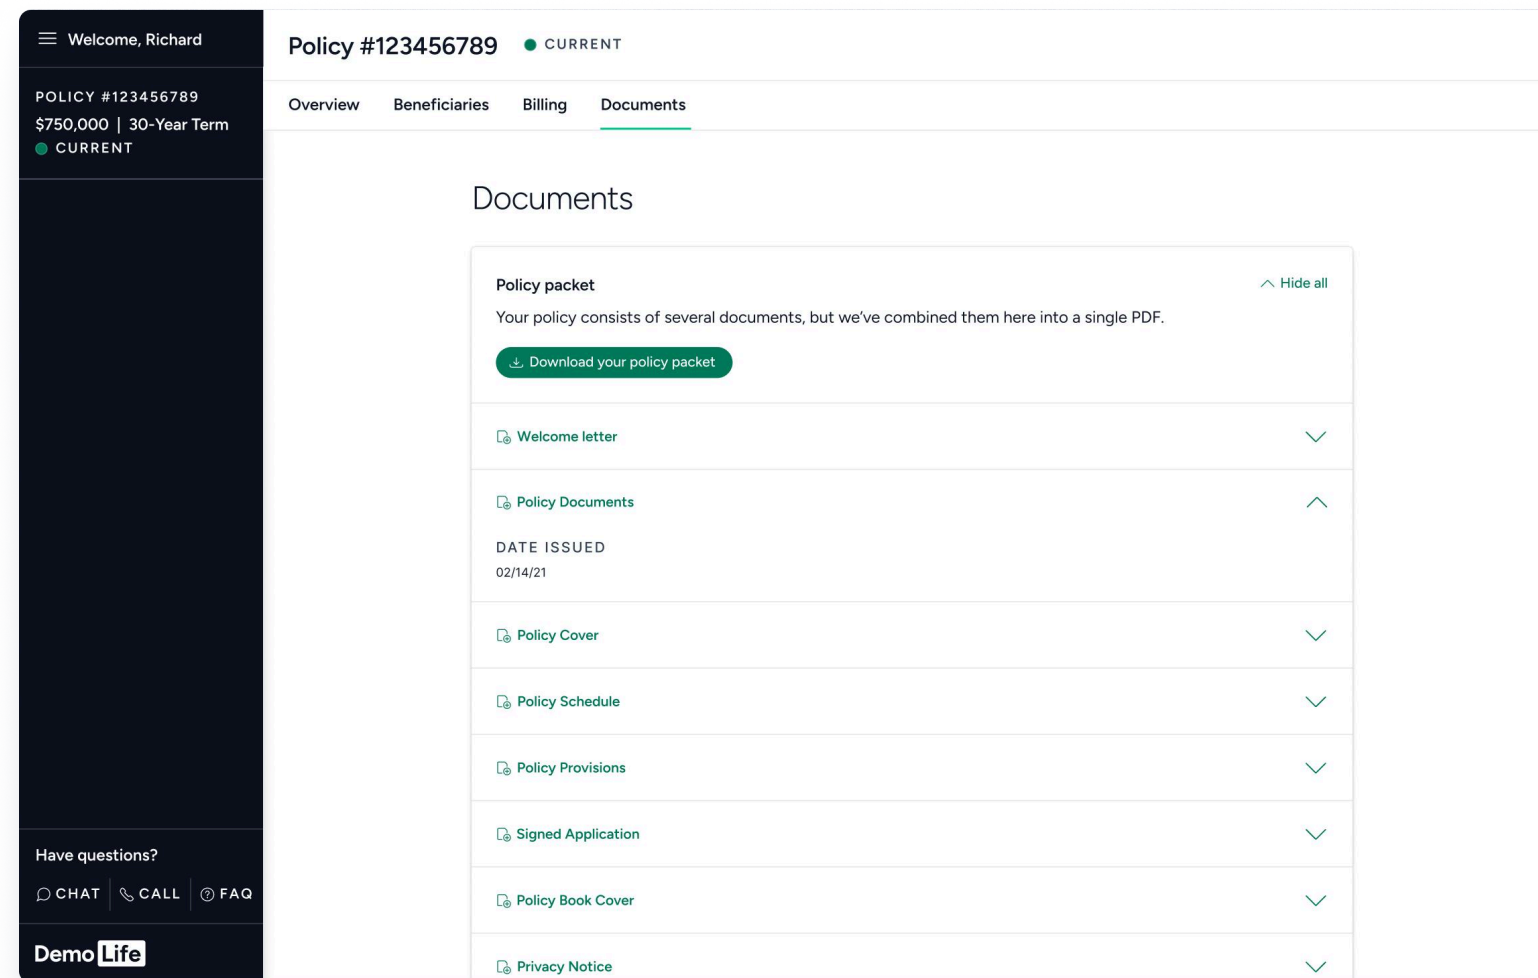 Welcome, Richard
POLICY #123456789
$750,000 | 30-Year Term
CURRENT
Have questions?
CHAT
CALL
FAQ
Demo Life
Policy #123456789
CURRENT
Overview
Beneficiaries
Billing
Documents
Documents
Policy packet
Hide all
Your policy consists of several documents, but we’ve combined them here into a single PDF.
Download your policy packet
Welcome letter
Policy Documents
DATE ISSUED
02/14/21
Policy Cover
Policy Schedule
Policy Provisions
Signed Application
Policy Book Cover
Privacy Notice